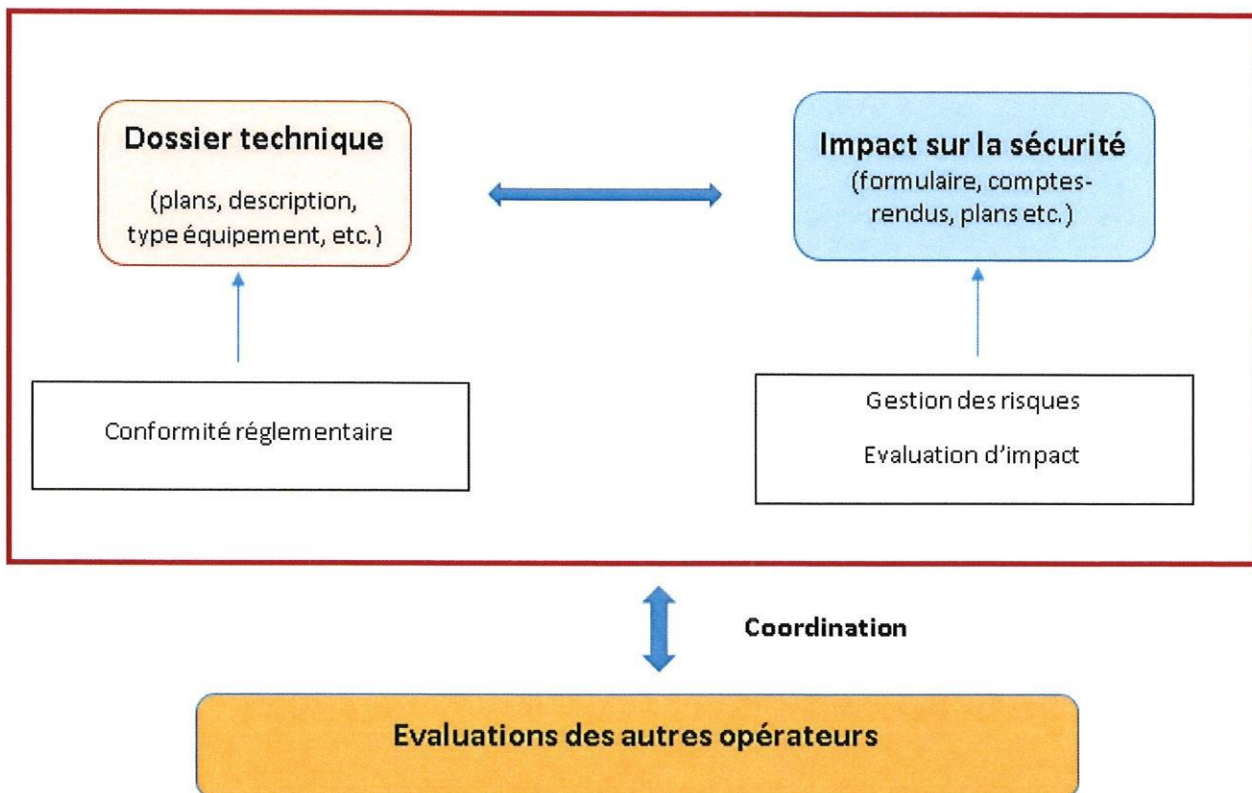 Dossier technique
(plans, description,
type équipement, etc.)
Impact sur la sécurité
(formulaire, comptes-
rendus, plans etc.)
Conformité réglementaire
Gestion des risques
Evaluation d'impact
Coordination
Evaluations des autres opérateurs